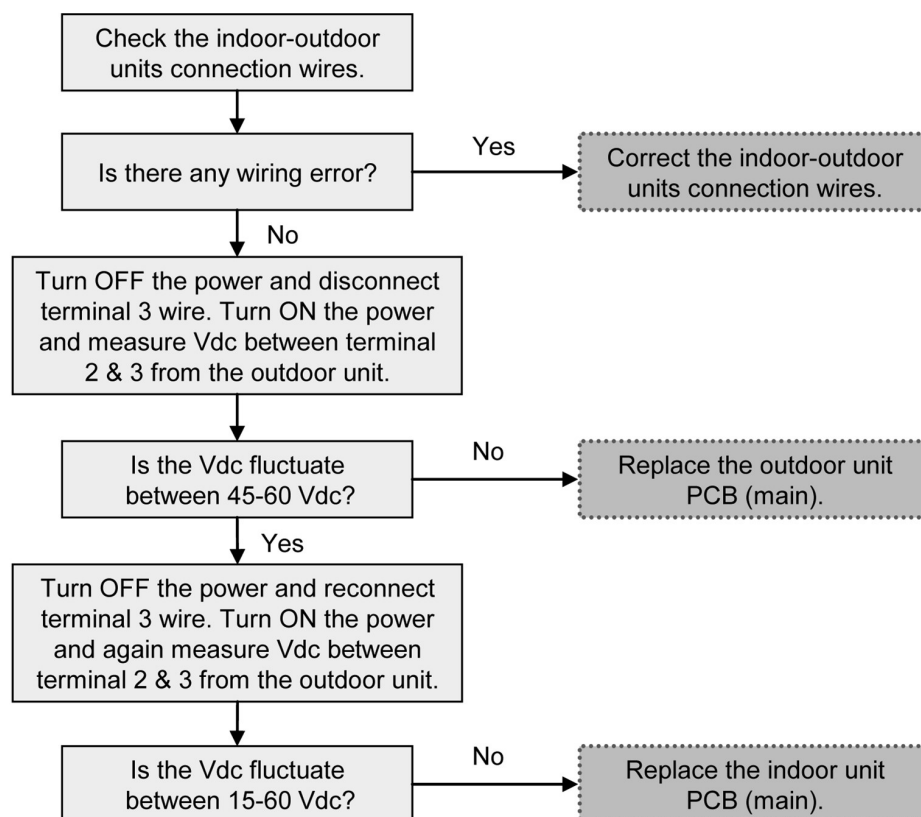 Check the indoor-outdoor
units connection wires.
Is there any wiring error?
Yes
Correct the indoor-outdoor
units connection wires.
No
Turn OFF the power and disconnect
terminal 3 wire. Turn ON the power
and measure Vdc between terminal
2 & 3 from the outdoor unit.
Is the Vdc fluctuate
between 45-60 Vdc?
No
Replace the outdoor unit
PCB (main).
Yes
Turn OFF the power and reconnect
terminal 3 wire. Turn ON the power
and again measure Vdc between
terminal 2 & 3 from the outdoor unit.
Is the Vdc fluctuate
between 15-60 Vdc?
No
Replace the indoor unit
PCB (main).